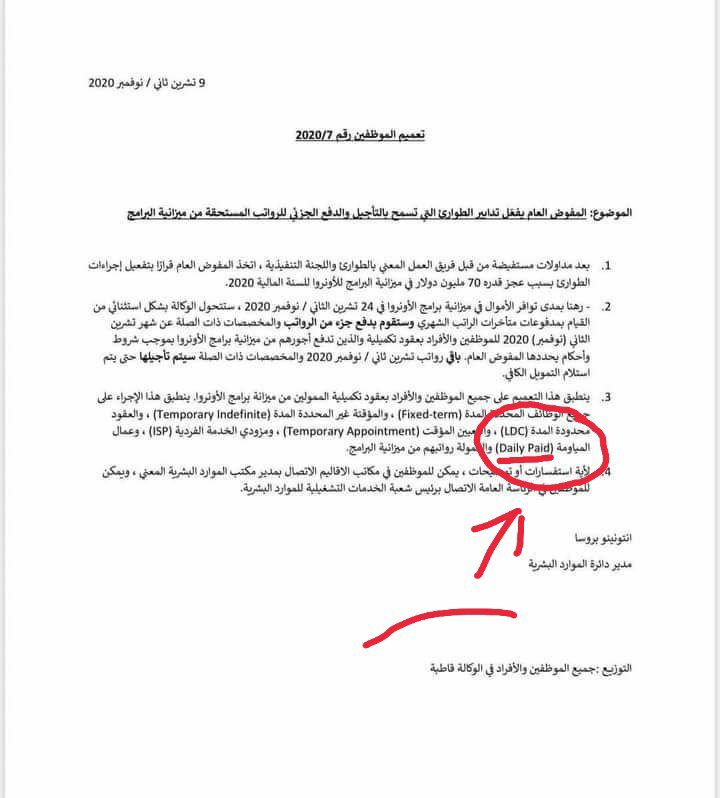 9 تشرين ثاني / نوفمبر 2020
تعميم الموظفين رقم 2020/7
الموضوع: المفوض العام يفعّل تدابير الطوارئ التي تسمح بالتأجيل والدفع الجزئي للرواتب المستحقة من ميزانية البرامج
1. بعد مداولات مستفيضة من قبل فريق العمل المعني بالطوارئ واللجنة التنفيذية ، اتخذ المفوض العام قرارًا بتفعيل إجراءات
الطوارئ بسبب عجز قدره 70 مليون دولار في ميزانية البرامج للأونروا للسنة المالية 2020.
2. - رهنا بمدى توافر الأموال في ميزانية برامج الأونروا في 24 تشرين الثاني / نوفمبر 2020 ، ستتحول الوكالة بشكل استثنائي من
القيام بمدفوعات متأخرات الراتب الشهري وستقوم بدفع جزء من الرواتب والمخصصات ذات الصلة عن شهر تشرين
الثاني (نوفمبر) 2020 للموظفين والأفراد بعقود تكميلية والذين تدفع أجورهم من ميزانية برامج الأونروا بموجب شروط
وأحكام يحددها المفوض العام. باقي رواتب تشرين ثاني / نوفمبر 2020 والمخصصات ذات الصلة سيتم تأجيلها حتى يتم
استلام التمويل الكافي.
3. ينطبق هذا التعميم على جميع الموظفين والأفراد بعقود تكميلية الممولين من ميزانة برامج الأونروا. ينطبق هذا الإجراء على
جميع الوظائف المحددة المدة (Fixed-term) ، والمؤقتة غير المحددة المدة (Temporary Indefinite) ، والعقود
محدودة المدة (LDC) ، والتعيين المؤقت (Temporary Appointment) ، ومزودي الخدمة الفردية (ISP) ، وعمال
المياومة (Daily Paid) والممولة رواتبهم من ميزانية البرامج.
4. لأية استفسارات أو توضيحات ، يمكن للموظفين في مكاتب الاقاليم الاتصال بمدير مكتب الموارد البشرية المعني ، ويمكن
للموظفين في الرئاسة العامة الاتصال برئيس شعبة الخدمات التشغيلية للموارد البشرية.
انتونينو بروسا
مدير دائرة الموارد البشرية
التوزيع :جميع الموظفين والأفراد في الوكالة قاطبة